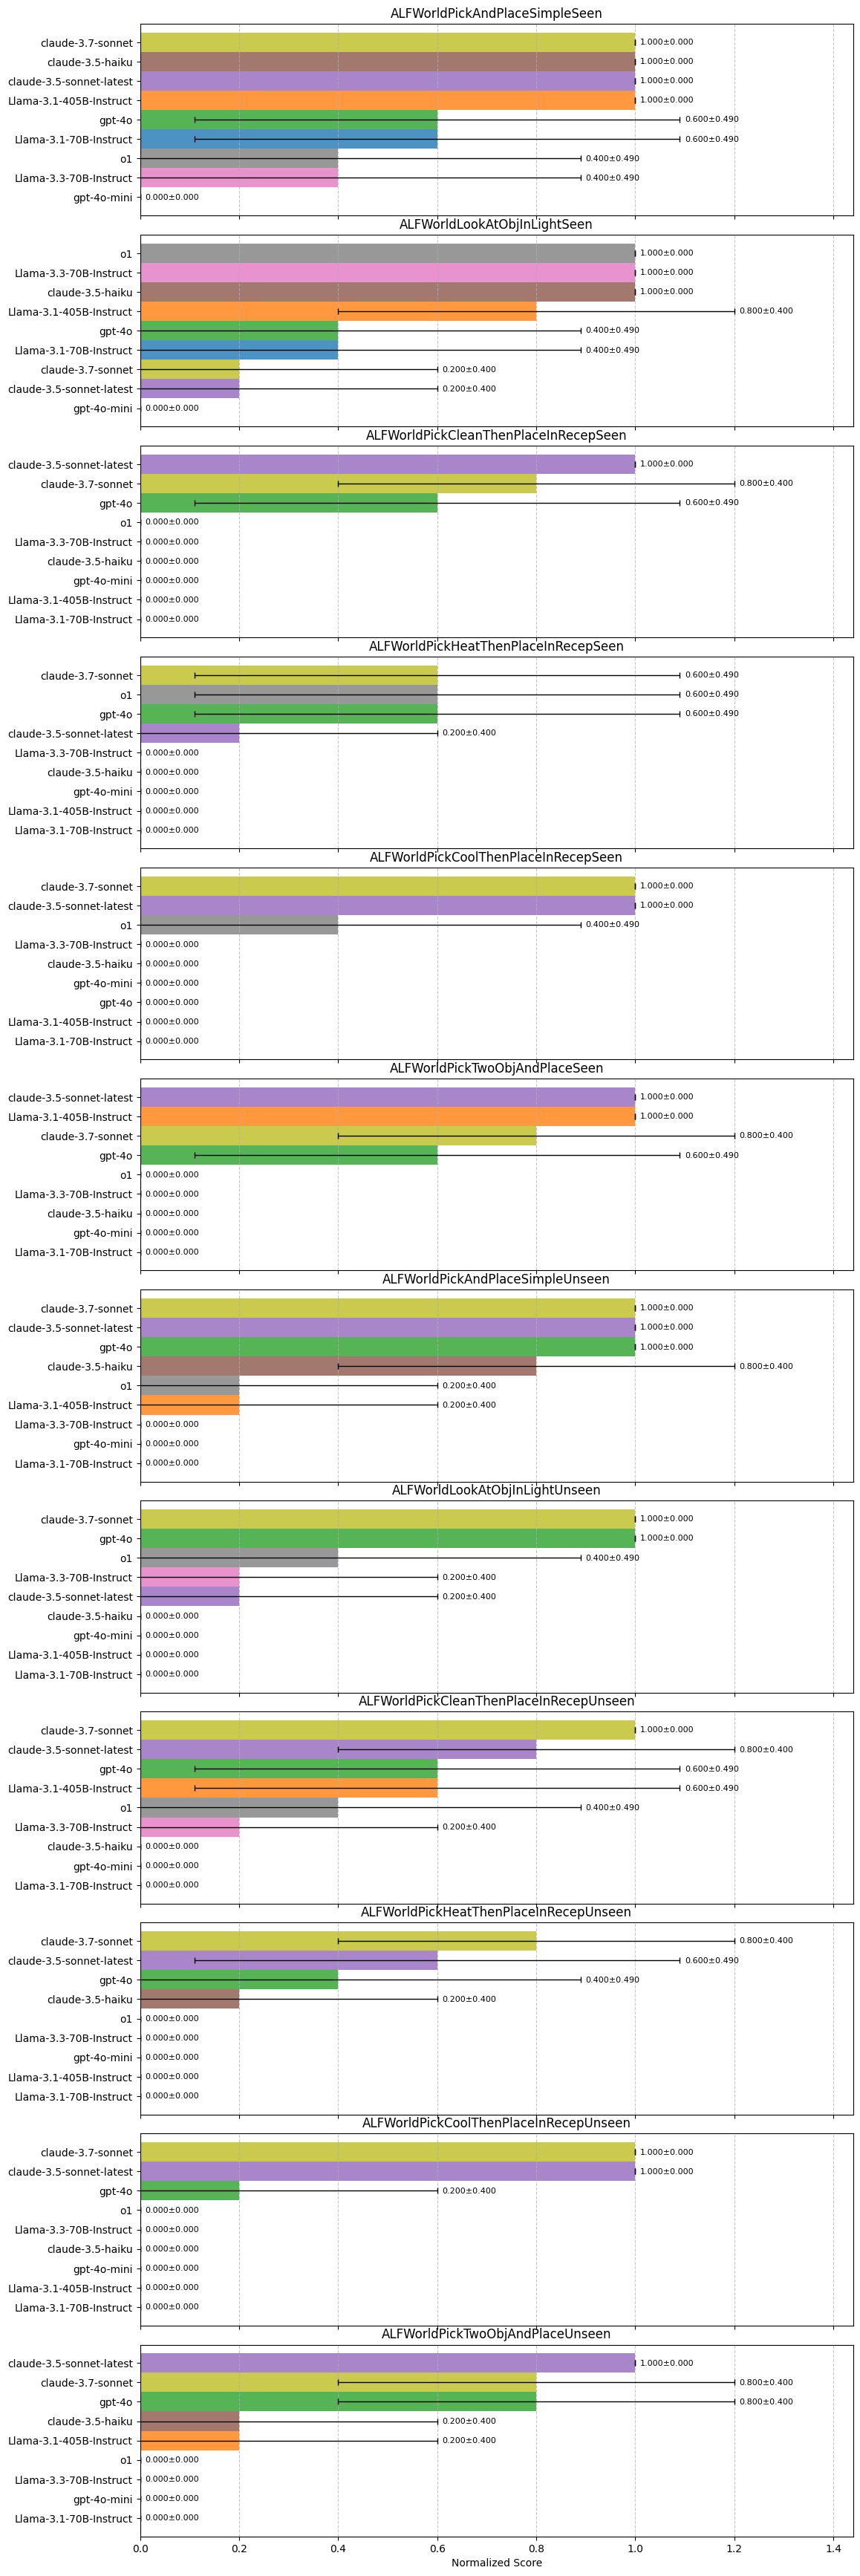 ALFWorldPickAndPlaceSimpleSeen
claude-3.7-sonnet 1.000±0.000
claude-3.5-haiku 1.000±0.000
claude-3.5-sonnet-latest 1.000±0.000
Llama-3.1-405B-Instruct 1.000±0.000
gpt-4o 0.600±0.490
Llama-3.1-70B-Instruct 0.600±0.490
o1 0.400±0.490
Llama-3.3-70B-Instruct 0.400±0.490
gpt-4o-mini 0.000±0.000
ALFWorldLookAtObjInLightSeen
o1 1.000±0.000
Llama-3.3-70B-Instruct 1.000±0.000
claude-3.5-haiku 1.000±0.000
Llama-3.1-405B-Instruct 0.800±0.400
gpt-4o 0.400±0.490
Llama-3.1-70B-Instruct 0.400±0.490
claude-3.7-sonnet 0.200±0.400
claude-3.5-sonnet-latest 0.200±0.400
gpt-4o-mini 0.000±0.000
ALFWorldPickCleanThenPlaceInRecepSeen
claude-3.5-sonnet-latest 1.000±0.000
claude-3.7-sonnet 0.800±0.400
gpt-4o 0.600±0.490
o1 0.000±0.000
Llama-3.3-70B-Instruct 0.000±0.000
claude-3.5-haiku 0.000±0.000
gpt-4o-mini 0.000±0.000
Llama-3.1-405B-Instruct 0.000±0.000
Llama-3.1-70B-Instruct 0.000±0.000
ALFWorldPickHeatThenPlaceInRecepSeen
claude-3.7-sonnet 0.600±0.490
o1 0.600±0.490
gpt-4o 0.600±0.490
claude-3.5-sonnet-latest 0.200±0.400
Llama-3.3-70B-Instruct 0.000±0.000
claude-3.5-haiku 0.000±0.000
gpt-4o-mini 0.000±0.000
Llama-3.1-405B-Instruct 0.000±0.000
Llama-3.1-70B-Instruct 0.000±0.000
ALFWorldPickCoolThenPlaceInRecepSeen
claude-3.7-sonnet 1.000±0.000
claude-3.5-sonnet-latest 1.000±0.000
o1 0.400±0.490
Llama-3.3-70B-Instruct 0.000±0.000
claude-3.5-haiku 0.000±0.000
gpt-4o-mini 0.000±0.000
gpt-4o 0.000±0.000
Llama-3.1-405B-Instruct 0.000±0.000
Llama-3.1-70B-Instruct 0.000±0.000
ALFWorldPickTwoObjAndPlaceSeen
claude-3.5-sonnet-latest 1.000±0.000
Llama-3.1-405B-Instruct 1.000±0.000
claude-3.7-sonnet 0.800±0.400
gpt-4o 0.600±0.490
o1 0.000±0.000
Llama-3.3-70B-Instruct 0.000±0.000
claude-3.5-haiku 0.000±0.000
gpt-4o-mini 0.000±0.000
Llama-3.1-70B-Instruct 0.000±0.000
ALFWorldPickAndPlaceSimpleUnseen
claude-3.7-sonnet 1.000±0.000
claude-3.5-sonnet-latest 1.000±0.000
gpt-4o 1.000±0.000
claude-3.5-haiku 0.800±0.400
o1 0.200±0.400
Llama-3.1-405B-Instruct 0.200±0.400
Llama-3.3-70B-Instruct 0.000±0.000
gpt-4o-mini 0.000±0.000
Llama-3.1-70B-Instruct 0.000±0.000
ALFWorldLookAtObjInLightUnseen
claude-3.7-sonnet 1.000±0.000
gpt-4o 1.000±0.000
o1 0.400±0.490
Llama-3.3-70B-Instruct 0.200±0.400
claude-3.5-sonnet-latest 0.200±0.400
claude-3.5-haiku 0.000±0.000
gpt-4o-mini 0.000±0.000
Llama-3.1-405B-Instruct 0.000±0.000
Llama-3.1-70B-Instruct 0.000±0.000
ALFWorldPickCleanThenPlaceInRecepUnseen
claude-3.7-sonnet 1.000±0.000
claude-3.5-sonnet-latest 0.800±0.400
gpt-4o 0.600±0.490
Llama-3.1-405B-Instruct 0.600±0.490
o1 0.400±0.490
Llama-3.3-70B-Instruct 0.200±0.400
claude-3.5-haiku 0.000±0.000
gpt-4o-mini 0.000±0.000
Llama-3.1-70B-Instruct 0.000±0.000
ALFWorldPickHeatThenPlaceInRecepUnseen
claude-3.7-sonnet 0.800±0.400
claude-3.5-sonnet-latest 0.600±0.490
gpt-4o 0.400±0.490
claude-3.5-haiku 0.200±0.400
o1 0.000±0.000
Llama-3.3-70B-Instruct 0.000±0.000
gpt-4o-mini 0.000±0.000
Llama-3.1-405B-Instruct 0.000±0.000
Llama-3.1-70B-Instruct 0.000±0.000
ALFWorldPickCoolThenPlaceInRecepUnseen
claude-3.7-sonnet 1.000±0.000
claude-3.5-sonnet-latest 1.000±0.000
gpt-4o 0.200±0.400
o1 0.000±0.000
Llama-3.3-70B-Instruct 0.000±0.000
claude-3.5-haiku 0.000±0.000
gpt-4o-mini 0.000±0.000
Llama-3.1-405B-Instruct 0.000±0.000
Llama-3.1-70B-Instruct 0.000±0.000
ALFWorldPickTwoObjAndPlaceUnseen
claude-3.5-sonnet-latest 1.000±0.000
claude-3.7-sonnet 0.800±0.400
gpt-4o 0.800±0.400
claude-3.5-haiku 0.200±0.400
Llama-3.1-405B-Instruct 0.200±0.400
o1 0.000±0.000
Llama-3.3-70B-Instruct 0.000±0.000
gpt-4o-mini 0.000±0.000
Llama-3.1-70B-Instruct 0.000±0.000
0.0 0.2 0.4 0.6 0.8 1.0 1.2 1.4
Normalized Score